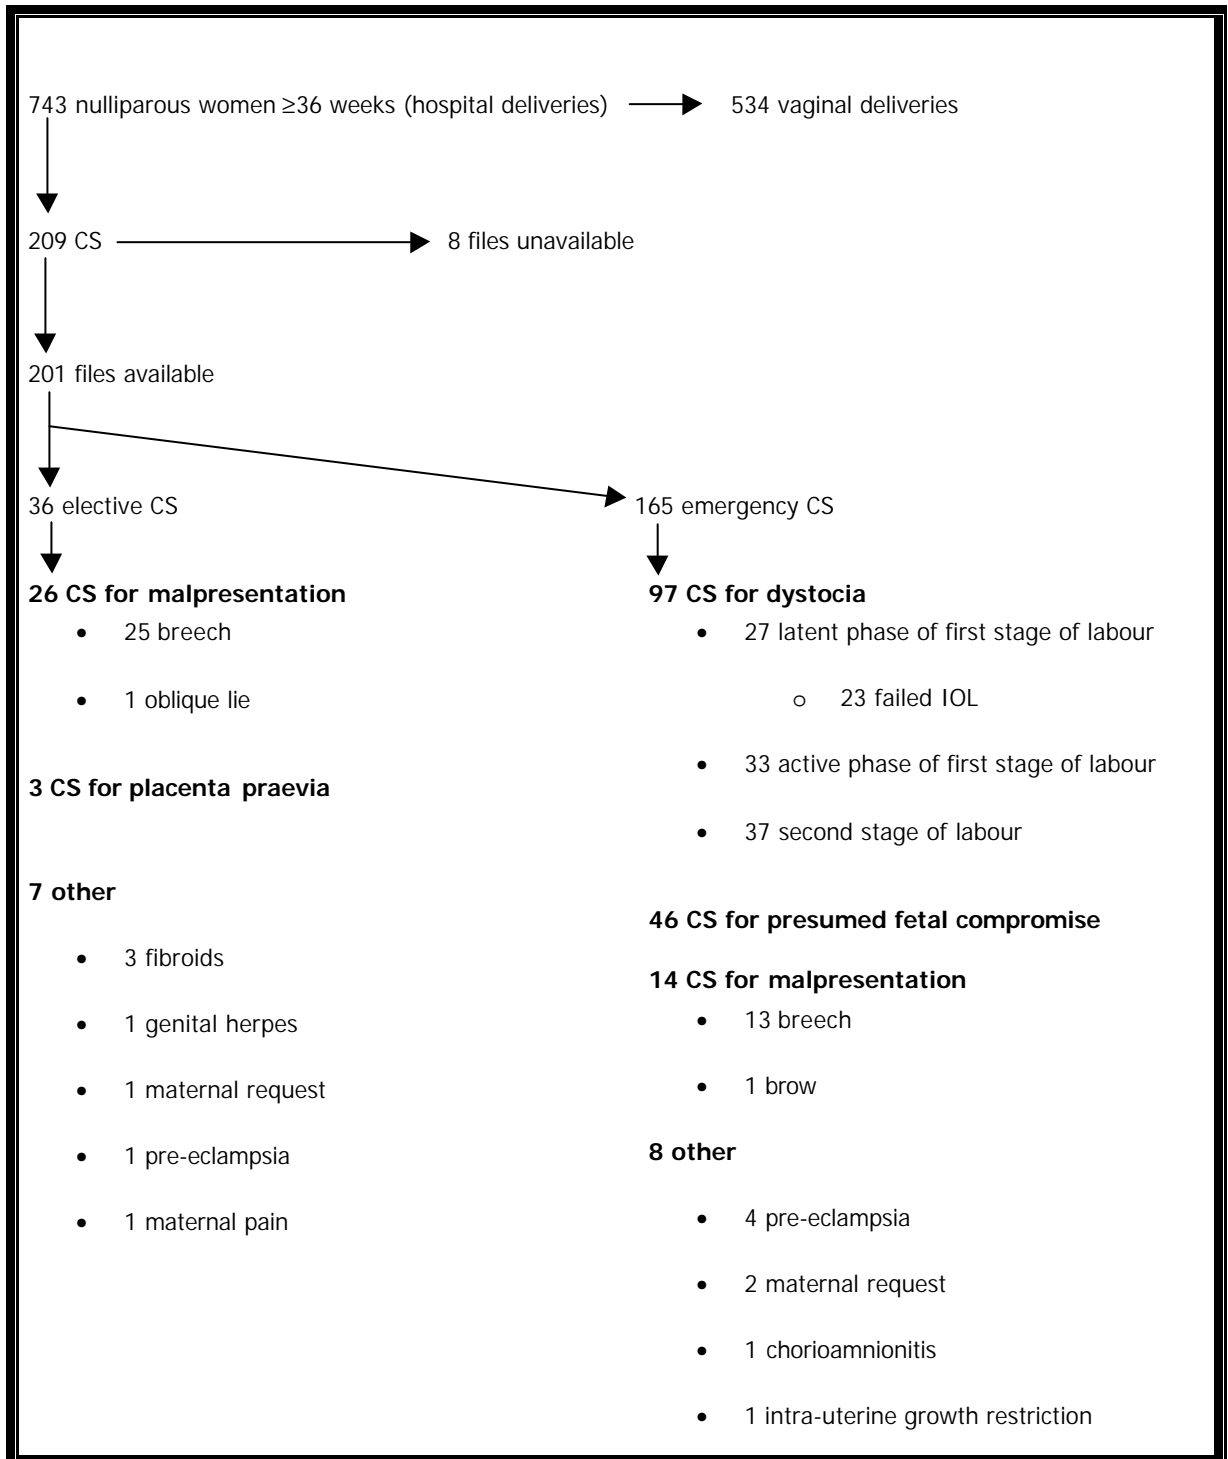 743 nulliparous women ≥36 weeks (hospital deliveries)
534 vaginal deliveries
209 CS
8 files unavailable
201 files available
36 elective CS
165 emergency CS
26 CS for malpresentation
• 25 breech
• 1 oblique lie
3 CS for placenta praevia
7 other
• 3 fibroids
• 1 genital herpes
• 1 maternal request
• 1 pre-eclampsia
• 1 maternal pain
97 CS for dystocia
• 27 latent phase of first stage of labour
o 23 failed IOL
• 33 active phase of first stage of labour
• 37 second stage of labour
46 CS for presumed fetal compromise
14 CS for malpresentation
• 13 breech
• 1 brow
8 other
• 4 pre-eclampsia
• 2 maternal request
• 1 chorioamnionitis
• 1 intra-uterine growth restriction